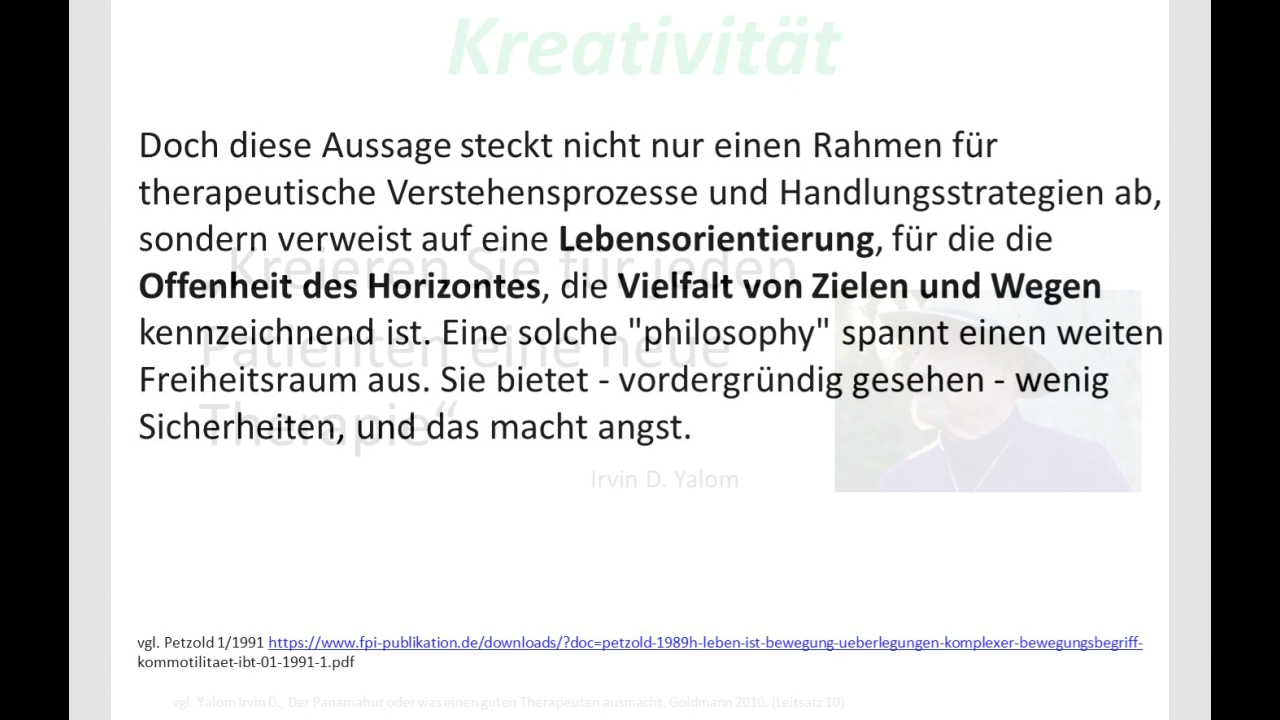 Kreativität
Doch diese Aussage steckt nicht nur einen Rahmen für
therapeutische Verstehensprozesse und Handlungsstrategien ab,
sondern verweist auf eine Lebensorientierung, für die die
Kreieren Sie für jeden
Offenheit des Horizontes, die Vielfalt von Zielen und Wegen
kennzeichnend ist. Eine solche "philosophy" spannt einen weiten
Patienten eine neue
Freiheitsraum aus. Sie bietet - vordergründig gesehen - wenig
Sicherheiten, und das macht angst.
Therapie“
Irvin D. Yalom
vgl. Petzold 1/1991 https://www.fpi-publikation.de/downloads/?doc=petzold-1989h-leben-ist-bewegung-ueberlegungen-komplexer-bewegungsbegriff-
kommotilitaet-ibt-01-1991-1.pdf
vgl. Yalom Irvin D., Der Panamahut oder was einen guten Therapeuten ausmacht. Goldmann 2010. (Leitsatz 10)